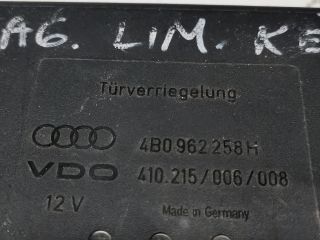 A6. LIM. KE
Türverriegelung
4B0 962 258 H
VDO 410.215/006/008
12 V Made in Germany